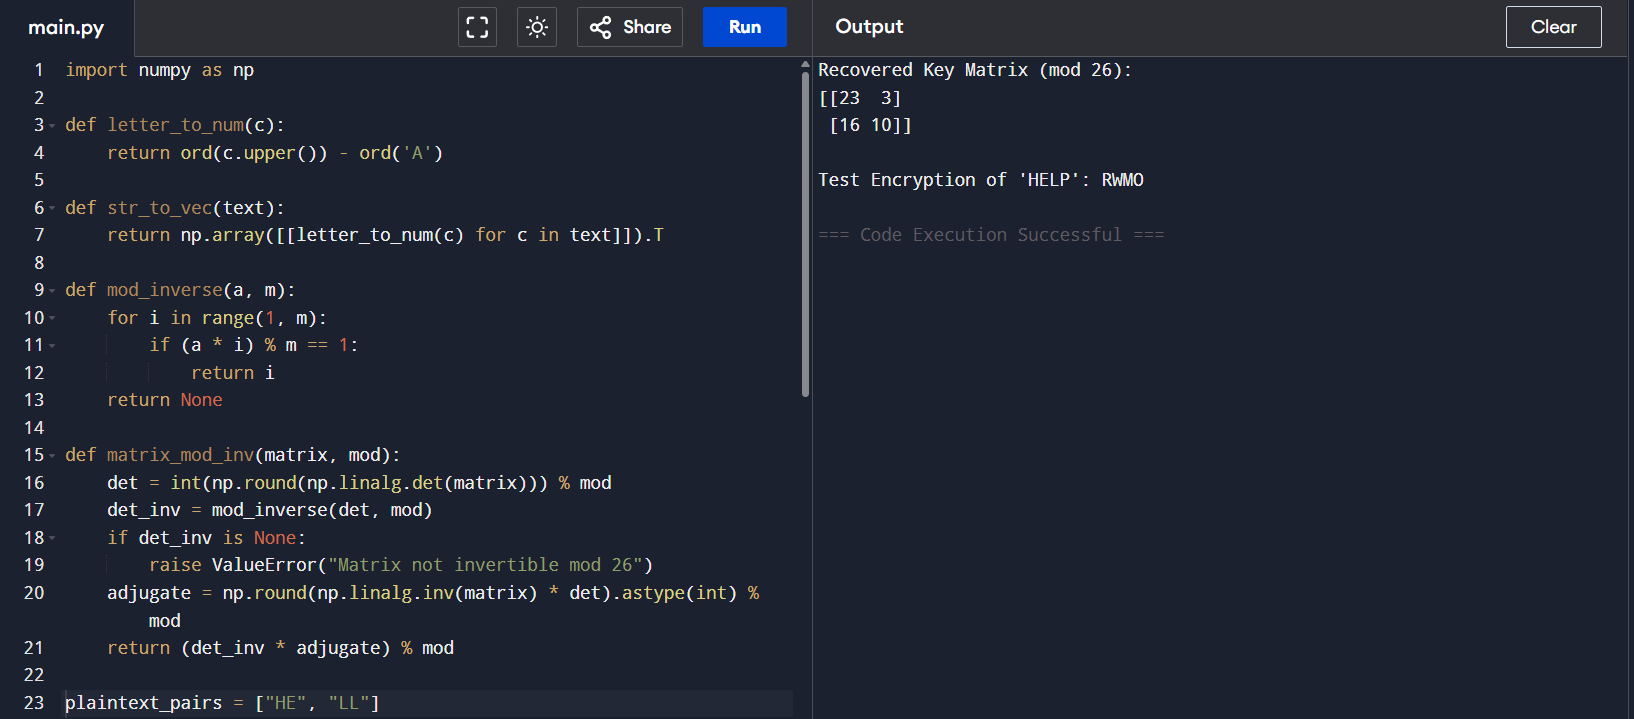 main.py
Share
Run
Output
Clear
1 import numpy as np
2
3 def letter_to_num(c):
4     return ord(c.upper()) - ord('A')
5
6 def str_to_vec(text):
7     return np.array([[letter_to_num(c) for c in text]]).T
8
9 def mod_inverse(a, m):
10     for i in range(1, m):
11         if (a * i) % m == 1:
12             return i
13     return None
14
15 def matrix_mod_inv(matrix, mod):
16     det = int(np.round(np.linalg.det(matrix))) % mod
17     det_inv = mod_inverse(det, mod)
18     if det_inv is None:
19         raise ValueError("Matrix not invertible mod 26")
20     adjugate = np.round(np.linalg.inv(matrix) * det).astype(int) %
mod
21     return (det_inv * adjugate) % mod
22
23 plaintext_pairs = ["HE", "LL"]
Recovered Key Matrix (mod 26):
[[23  3]
 [16 10]]
Test Encryption of 'HELP': RWMO
=== Code Execution Successful ===